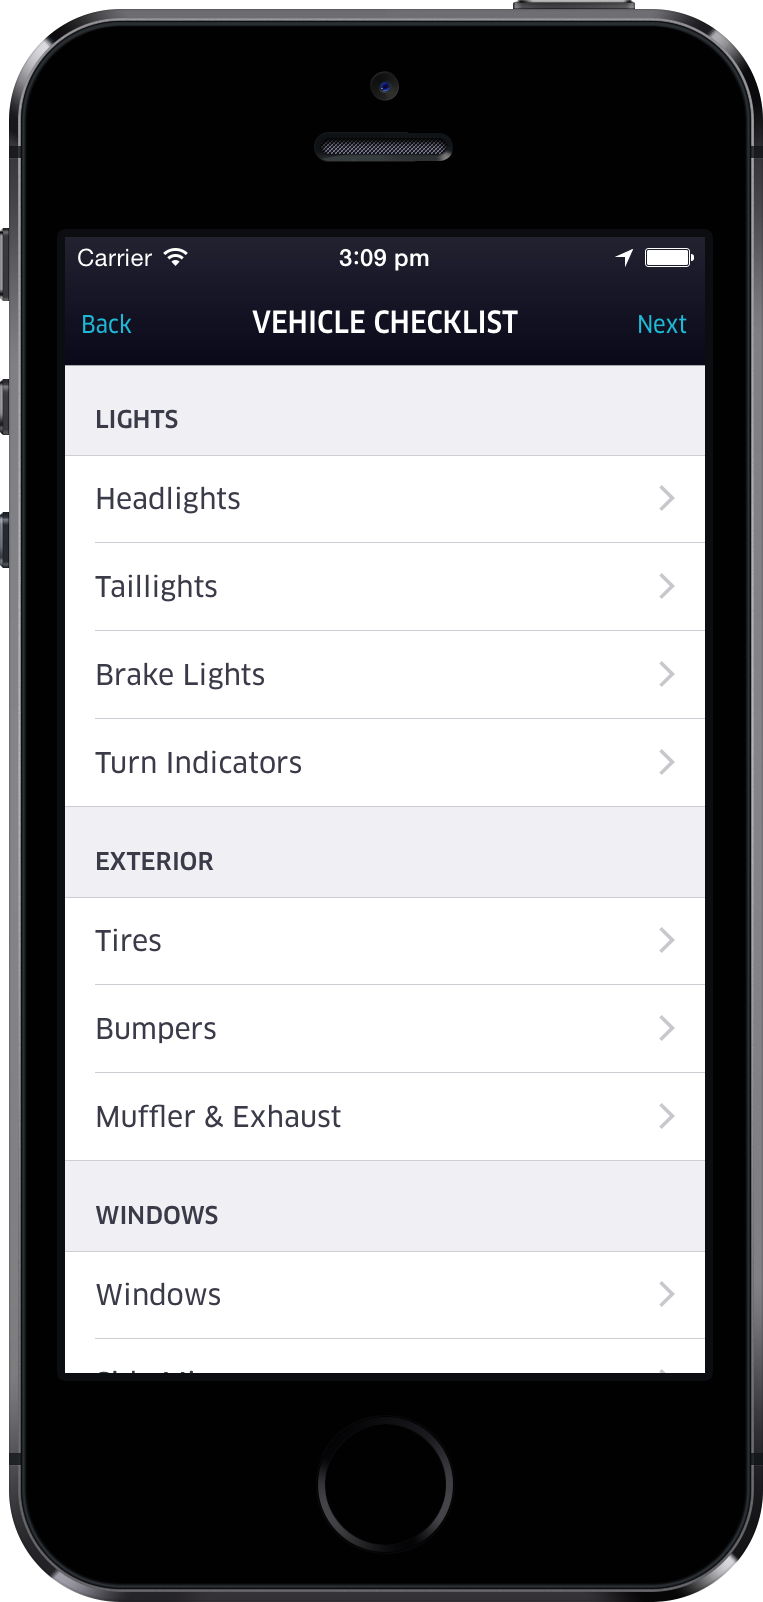 Carrier 3:09 pm
Back VEHICLE CHECKLIST Next
LIGHTS
Headlights
Taillights
Brake Lights
Turn Indicators
EXTERIOR
Tires
Bumpers
Muffler & Exhaust
WINDOWS
Windows